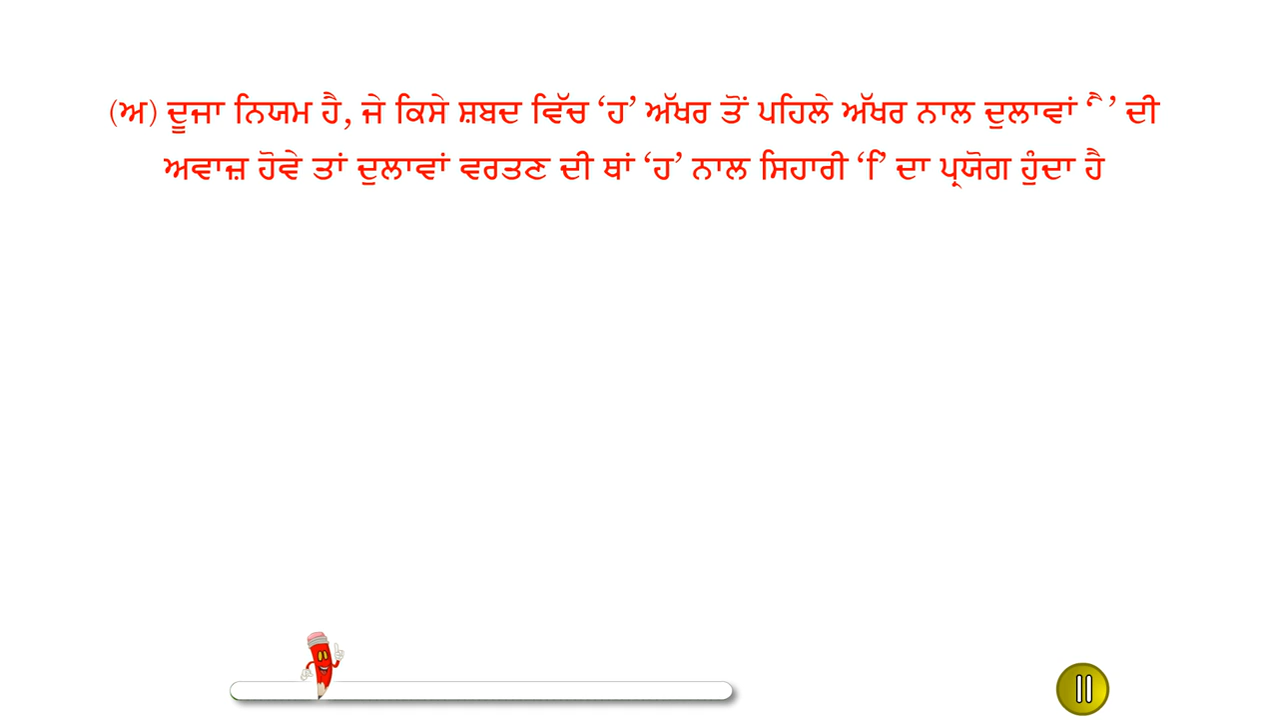 (ਅ) ਦੂਜਾ ਨਿਯਮ ਹੈ, ਜੇ ਕਿਸੇ ਸ਼ਬਦ ਵਿੱਚ ‘ਹ’ ਅੱਖਰ ਤੋਂ ਪਹਿਲੇ ਅੱਖਰ ਨਾਲ ਦੁਲਾਵਾਂ ‘ੈ’ ਦੀ
ਅਵਾਜ਼ ਹੋਵੇ ਤਾਂ ਦੁਲਾਵਾਂ ਵਰਤਣ ਦੀ ਥਾਂ ‘ਹ’ ਨਾਲ ਸਿਹਾਰੀ ‘ਿ’ ਦਾ ਪ੍ਰਯੋਗ ਹੁੰਦਾ ਹੈ